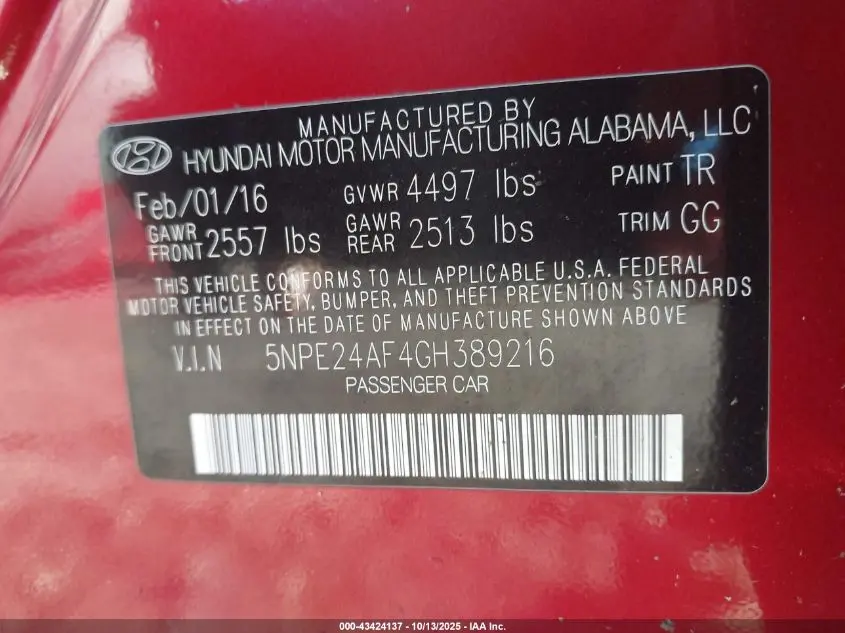 MANUFACTURED BY
HYUNDAI MOTOR MANUFACTURING ALABAMA, LLC
Feb/01/16 GVWR 4497 lbs PAINT TR
GAWR FRONT 2557 lbs GAWR REAR 2513 lbs TRIM GG
THIS VEHICLE CONFORMS TO ALL APPLICABLE U.S.A. FEDERAL
MOTOR VEHICLE SAFETY, BUMPER, AND THEFT PREVENTION STANDARDS
IN EFFECT ON THE DATE OF MANUFACTURE SHOWN ABOVE
V.I.N 5NPE24AF4GH389216
PASSENGER CAR
000-43424137 - 10/13/2025 - IAA Inc.